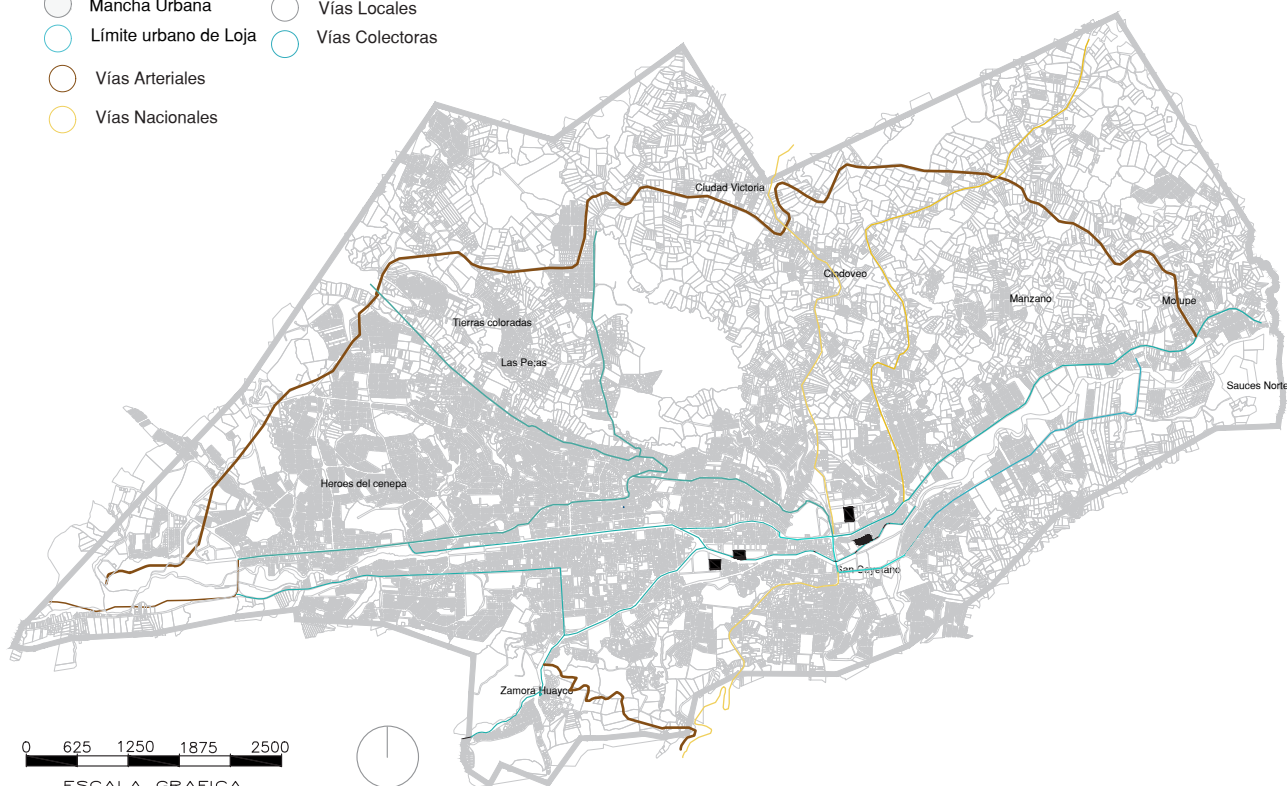 Mancha Urbana
Vías Locales
Límite urbano de Loja
Vías Colectoras
Vías Arteriales
Vías Nacionales
Ciudad Victoria
Ciudoveo
Manzano
Motupe
Tierras coloradas
Las Pe;as
Sauces Norte
Heroes del cenepa
San Cayetano
Zamora Huayco
0 625 1250 1875 2500
ESCALA GRAFICA